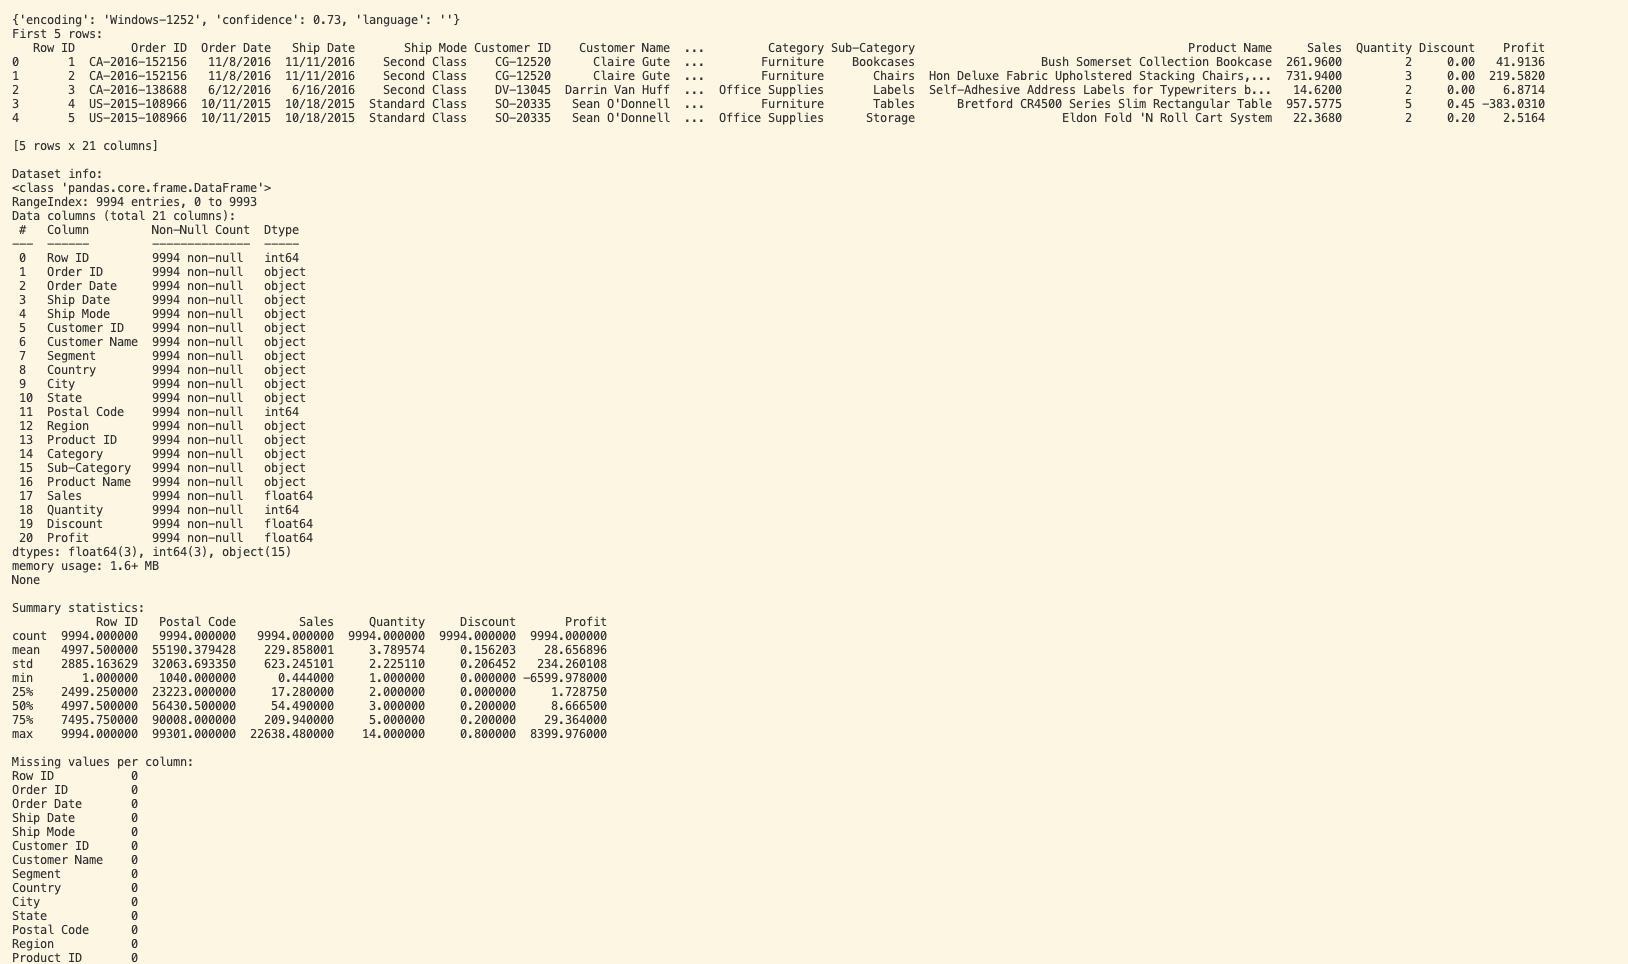 {'encoding': 'Windows-1252', 'confidence': 0.73, 'language': ''}
First 5 rows:
   Row ID        Order ID  Order Date   Ship Date       Ship Mode Customer ID    Customer Name  ...         Category Sub-Category                                       Product Name     Sales  Quantity Discount    Profit
0       1  CA-2016-152156   11/8/2016  11/11/2016    Second Class    CG-12520      Claire Gute  ...        Furniture    Bookcases                  Bush Somerset Collection Bookcase  261.9600         2     0.00   41.9136
1       2  CA-2016-152156   11/8/2016  11/11/2016    Second Class    CG-12520      Claire Gute  ...        Furniture       Chairs  Hon Deluxe Fabric Upholstered Stacking Chairs,...  731.9400         3     0.00  219.5820
2       3  CA-2016-138688   6/12/2016   6/16/2016    Second Class    DV-13045  Darrin Van Huff  ...  Office Supplies       Labels  Self-Adhesive Address Labels for Typewriters b...   14.6200         2     0.00    6.8714
3       4  US-2015-108966  10/11/2015  10/18/2015  Standard Class    SO-20335   Sean O'Donnell  ...        Furniture       Tables      Bretford CR4500 Series Slim Rectangular Table  957.5775         5     0.45 -383.0310
4       5  US-2015-108966  10/11/2015  10/18/2015  Standard Class    SO-20335   Sean O'Donnell  ...  Office Supplies      Storage                     Eldon Fold 'N Roll Cart System   22.3680         2     0.20    2.5164
[5 rows x 21 columns]
Dataset info:
<class 'pandas.core.frame.DataFrame'>
RangeIndex: 9994 entries, 0 to 9993
Data columns (total 21 columns):
 #   Column         Non-Null Count  Dtype
---  ------         --------------  -----
 0   Row ID         9994 non-null   int64
 1   Order ID       9994 non-null   object
 2   Order Date     9994 non-null   object
 3   Ship Date      9994 non-null   object
 4   Ship Mode      9994 non-null   object
 5   Customer ID    9994 non-null   object
 6   Customer Name  9994 non-null   object
 7   Segment        9994 non-null   object
 8   Country        9994 non-null   object
 9   City           9994 non-null   object
 10  State          9994 non-null   object
 11  Postal Code    9994 non-null   int64
 12  Region         9994 non-null   object
 13  Product ID     9994 non-null   object
 14  Category       9994 non-null   object
 15  Sub-Category   9994 non-null   object
 16  Product Name   9994 non-null   object
 17  Sales          9994 non-null   float64
 18  Quantity       9994 non-null   int64
 19  Discount       9994 non-null   float64
 20  Profit         9994 non-null   float64
dtypes: float64(3), int64(3), object(15)
memory usage: 1.6+ MB
None
Summary statistics:
            Row ID   Postal Code         Sales     Quantity     Discount       Profit
count  9994.000000   9994.000000   9994.000000  9994.000000  9994.000000  9994.000000
mean   4997.500000  55190.379428    229.858001     3.789574     0.156203    28.656896
std    2885.163629  32063.693350    623.245101     2.225110     0.206452   234.260108
min       1.000000   1040.000000      0.444000     1.000000     0.000000 -6599.978000
25%    2499.250000  23223.000000     17.280000     2.000000     0.000000     1.728750
50%    4997.500000  56430.500000     54.490000     3.000000     0.200000     8.666500
75%    7495.750000  90008.000000    209.940000     5.000000     0.200000    29.364000
max    9994.000000  99301.000000  22638.480000    14.000000     0.800000  8399.976000
Missing values per column:
Row ID           0
Order ID         0
Order Date       0
Ship Date        0
Ship Mode        0
Customer ID      0
Customer Name    0
Segment          0
Country          0
City             0
State            0
Postal Code      0
Region           0
Product ID       0